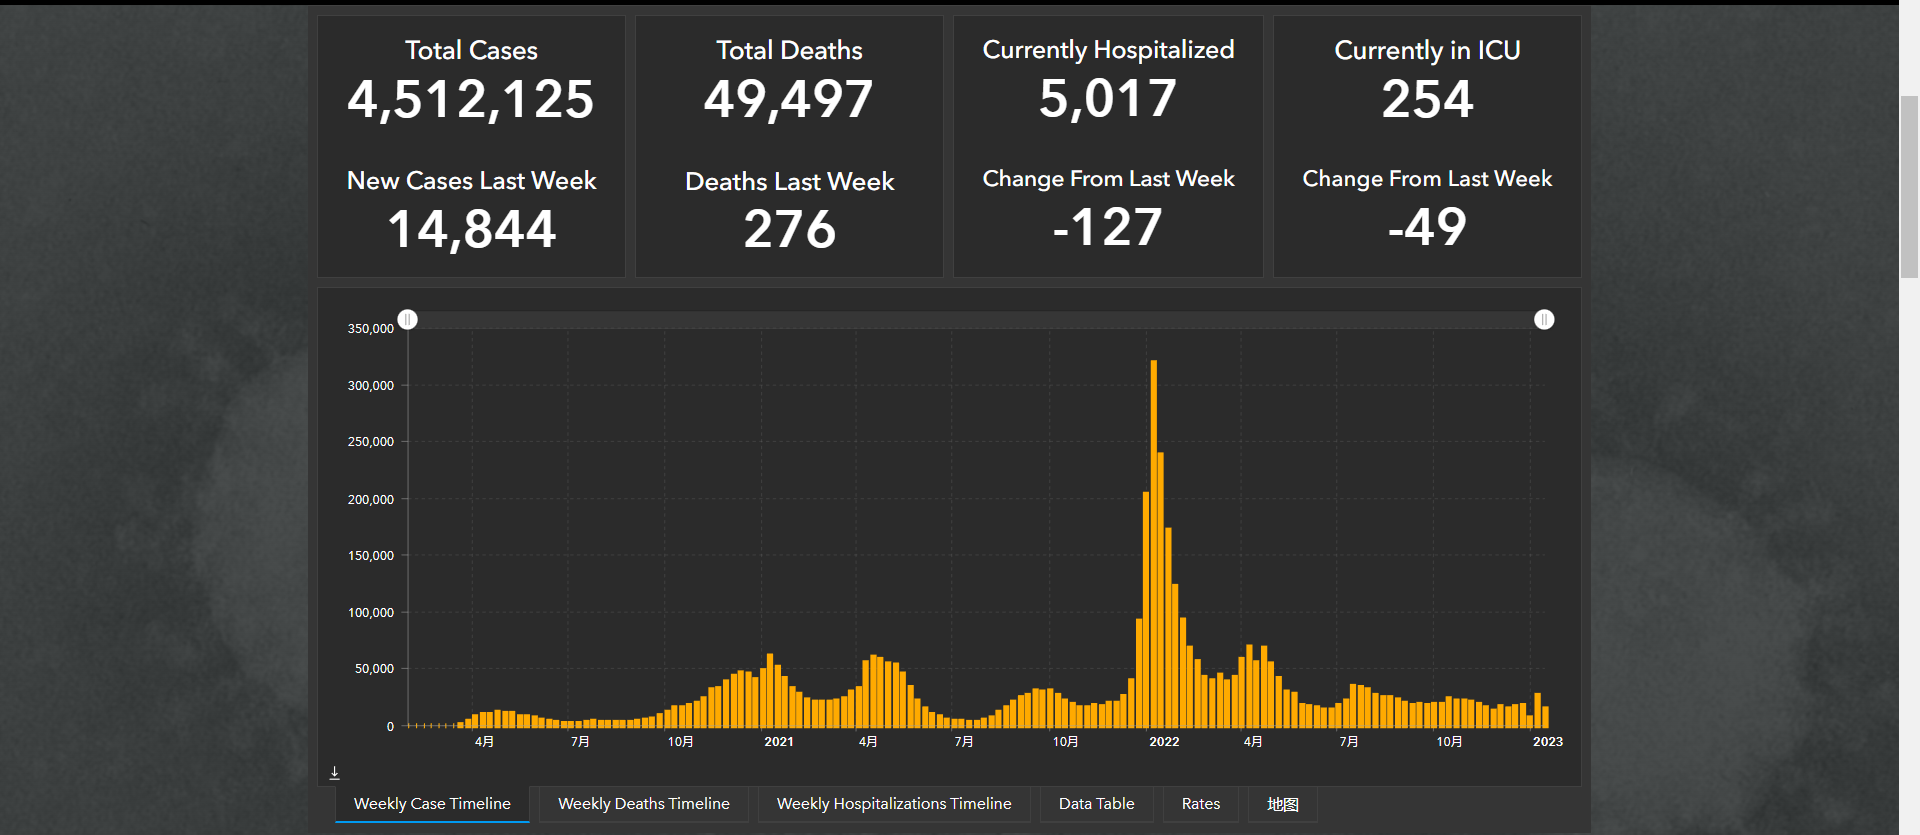 Total Cases
4,512,125
New Cases Last Week
14,844
Total Deaths
49,497
Deaths Last Week
276
Currently Hospitalized
5,017
Change From Last Week
-127
Currently in ICU
254
Change From Last Week
-49
350,000
300,000
250,000
200,000
150,000
100,000
50,000
0
4月 7月 10月 2021 4月 7月 10月 2022 4月 7月 10月 2023
Weekly Case Timeline Weekly Deaths Timeline Weekly Hospitalizations Timeline Data Table Rates 地图